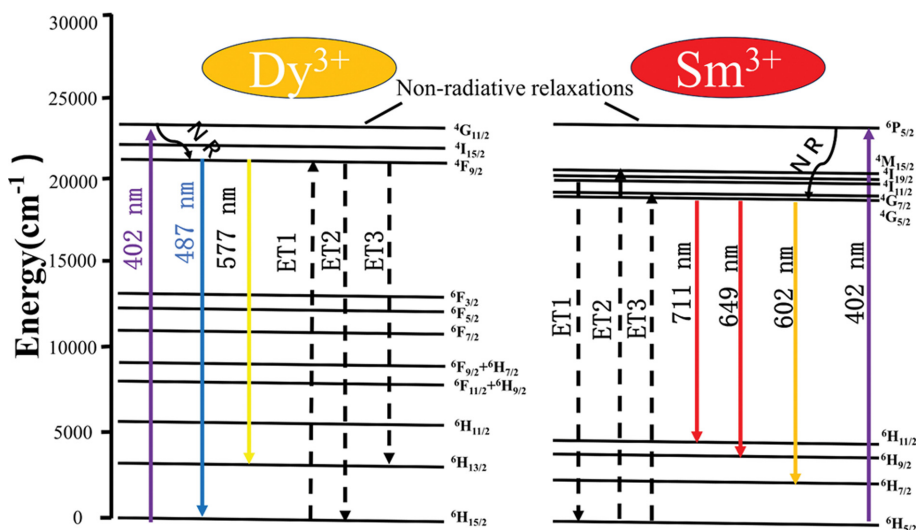 30000
25000
20000
15000
10000
5000
0
Energy(cm⁻¹)
Dy³⁺
Sm³⁺
Non-radiative relaxations
NR
402 nm
487 nm
577 nm
ET1
ET2
ET3
⁴G₁₁/₂
⁴I₁₅/₂
⁴F₉/₂
⁶F₃/₂
⁶F₅/₂
⁶F₇/₂
⁶F₉/₂+⁶H₇/₂
⁶F₁₁/₂+⁶H₉/₂
⁶H₁₁/₂
⁶H₁₃/₂
⁶H₁₅/₂
ET1
ET2
ET3
711 nm
649 nm
602 nm
402 nm
NR
⁶P₅/₂
⁴M₁₅/₂
⁴I₁₉/₂
⁴I₁₁/₂
⁴G₇/₂
⁴G₅/₂
⁶H₁₁/₂
⁶H₉/₂
⁶H₇/₂
⁶H₅/₂